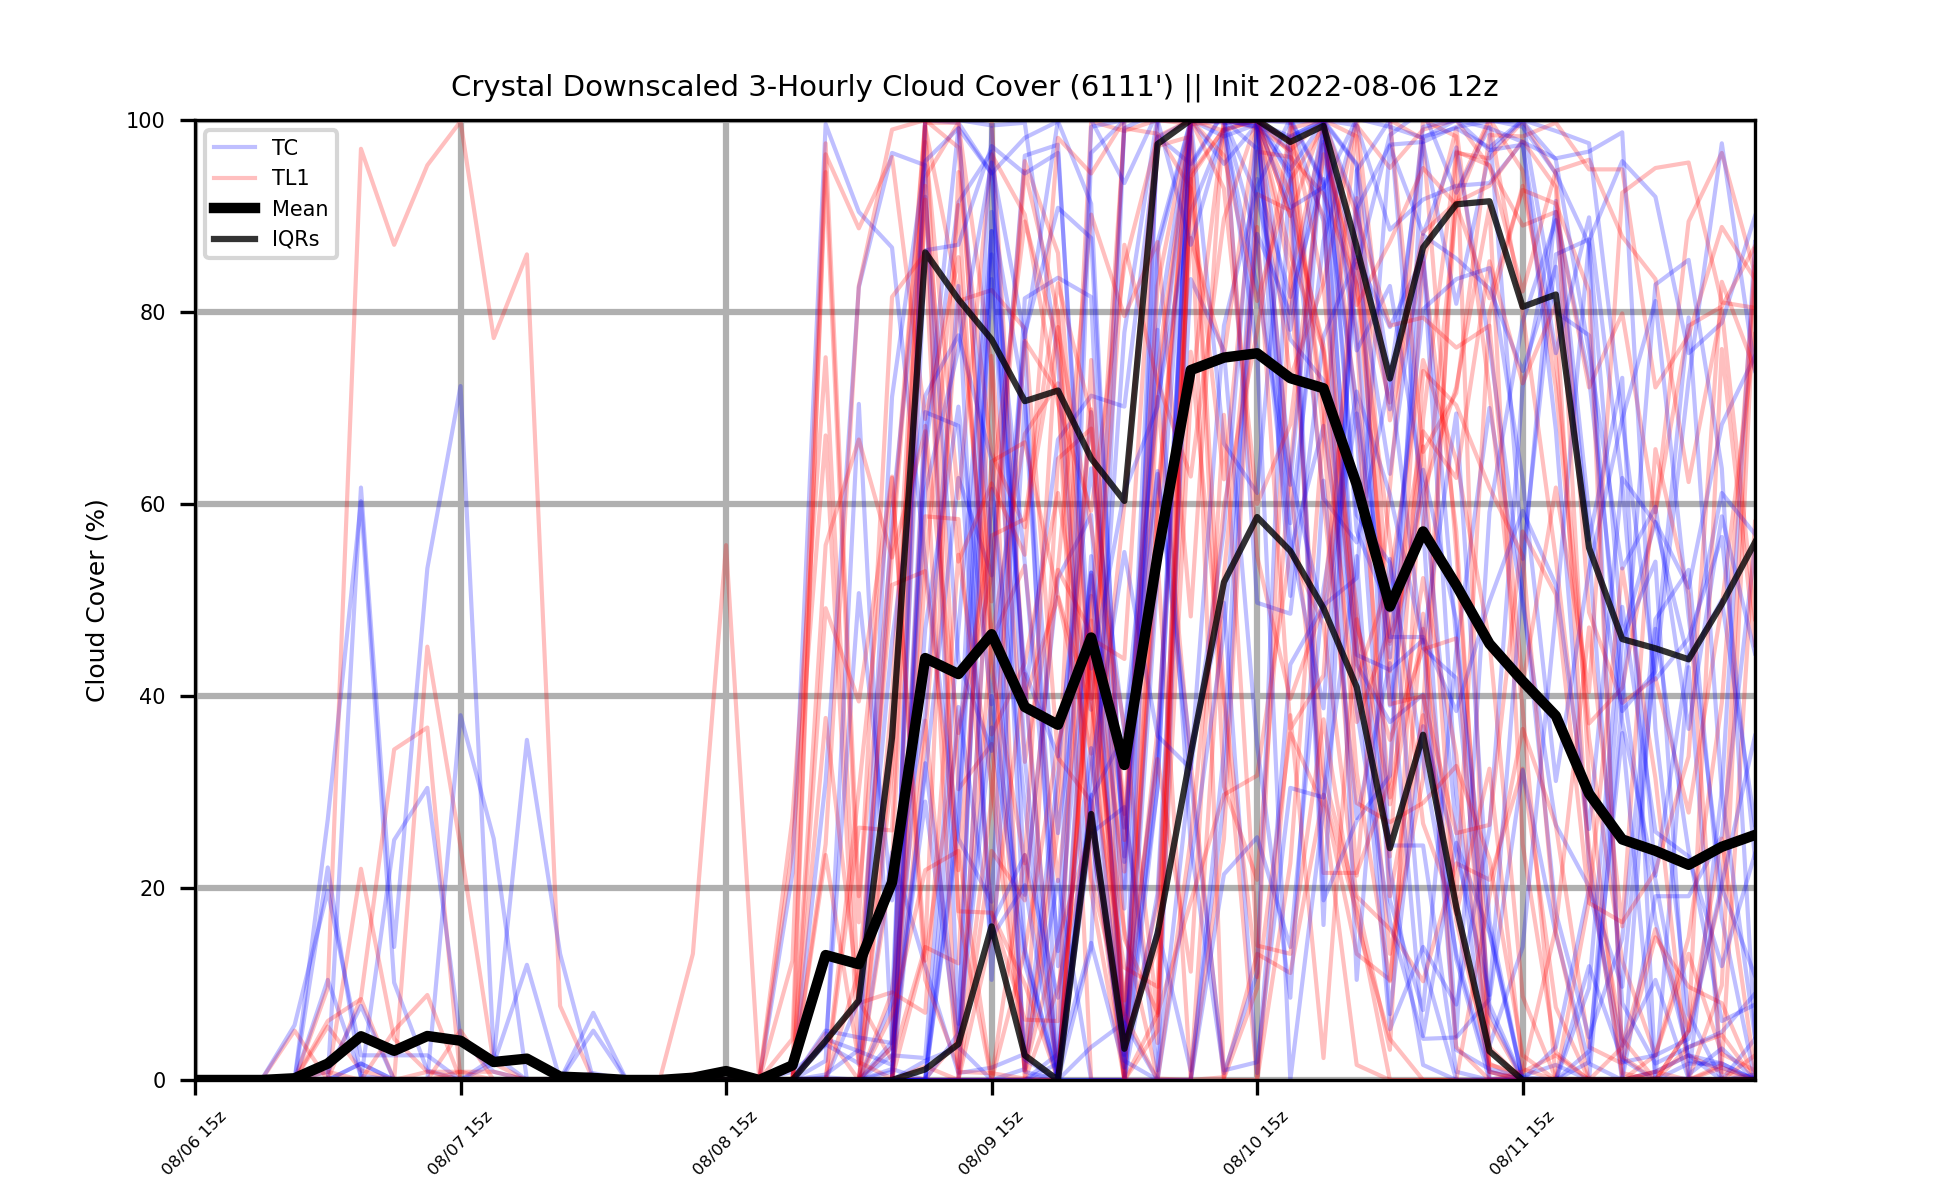 Crystal Downscaled 3-Hourly Cloud Cover (6111') || Init 2022-08-06 12z
Cloud Cover (%)
100
80
60
40
20
0
TC
TL1
Mean
IQRs
08/06 15z
08/07 15z
08/08 15z
08/09 15z
08/10 15z
08/11 15z